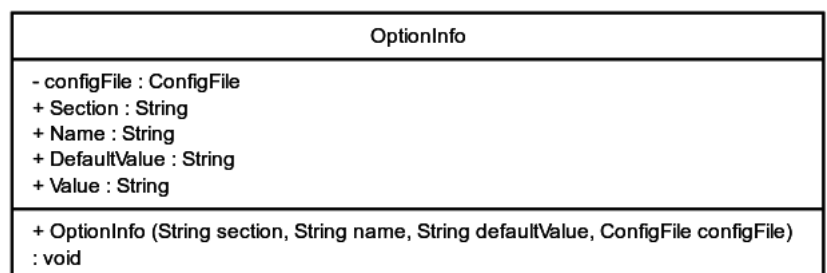 OptionInfo
- configFile : ConfigFile
+ Section : String
+ Name : String
+ DefaultValue : String
+ Value : String
+ OptionInfo (String section, String name, String defaultValue, ConfigFile configFile)
: void